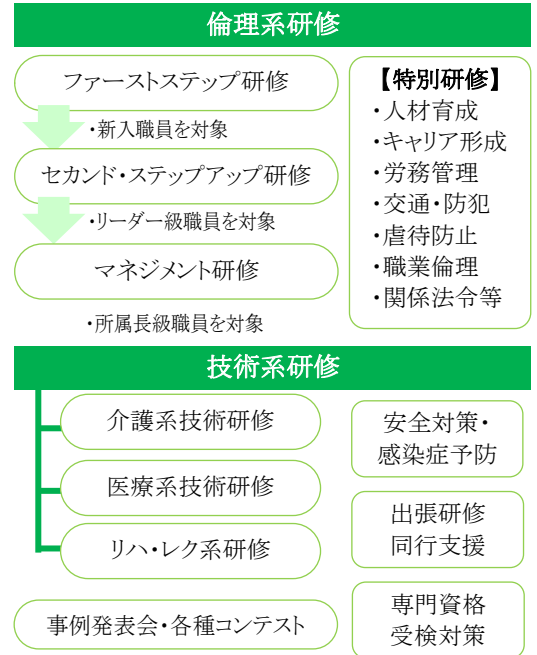 倫理系研修
ファーストステップ研修
・新入職員を対象
セカンド・ステップアップ研修
・リーダー級職員を対象
マネジメント研修
・所属長級職員を対象
【特別研修】
・人材育成
・キャリア形成
・労務管理
・交通・防犯
・虐待防止
・職業倫理
・関係法令等
技術系研修
介護系技術研修
医療系技術研修
リハ・レク系研修
事例発表会・各種コンテスト
安全対策・
感染症予防
出張研修
同行支援
専門資格
受検対策